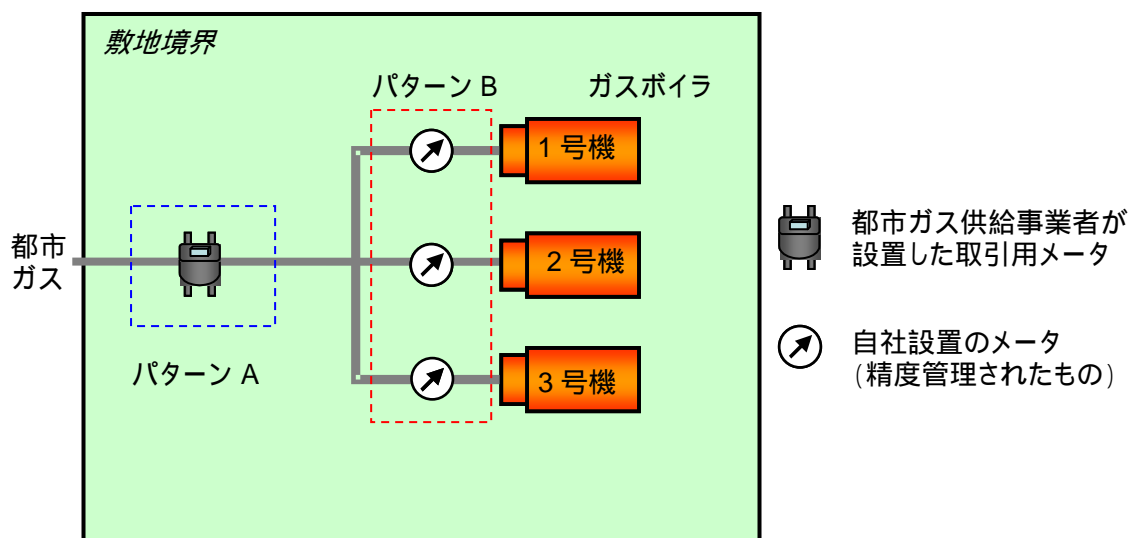 敷地境界
パターン B
ガスボイラ
1 号機
都市
ガス
2 号機
パターン A
3 号機
都市ガス供給事業者が
設置した取引用メータ
自社設置のメータ
(精度管理されたもの)